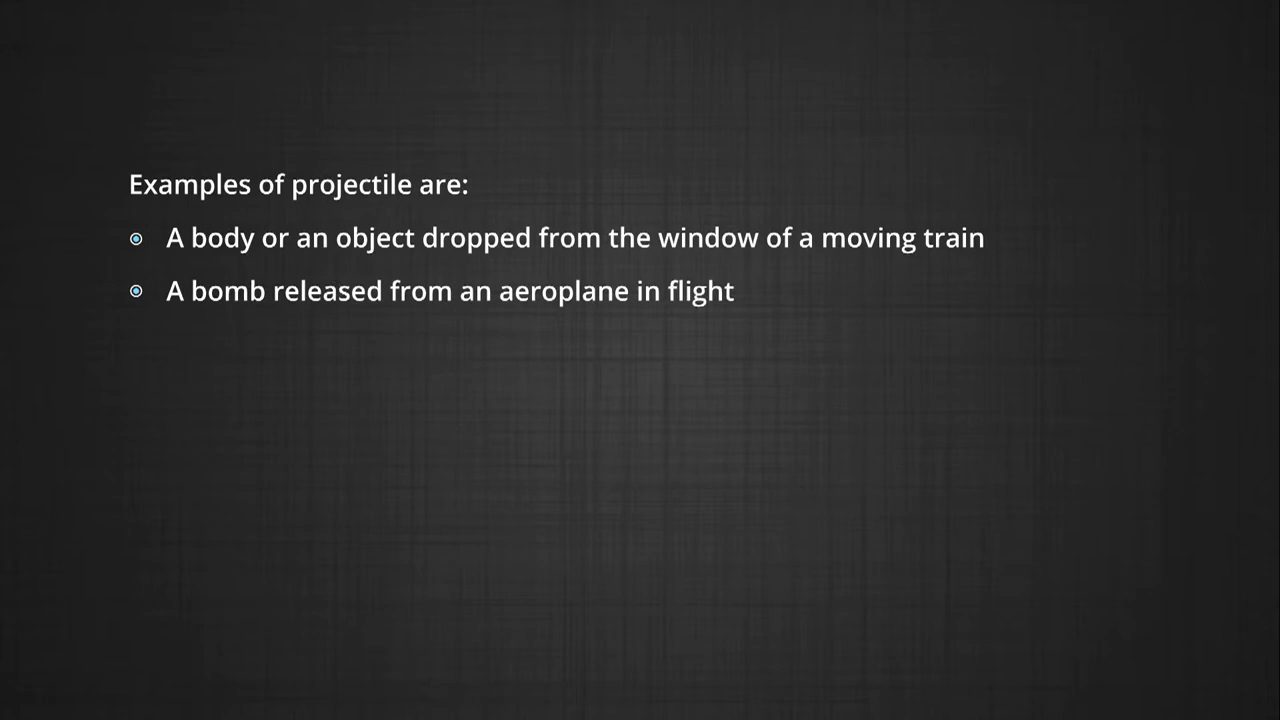 Examples of projectile are:
A body or an object dropped from the window of a moving train
A bomb released from an aeroplane in flight